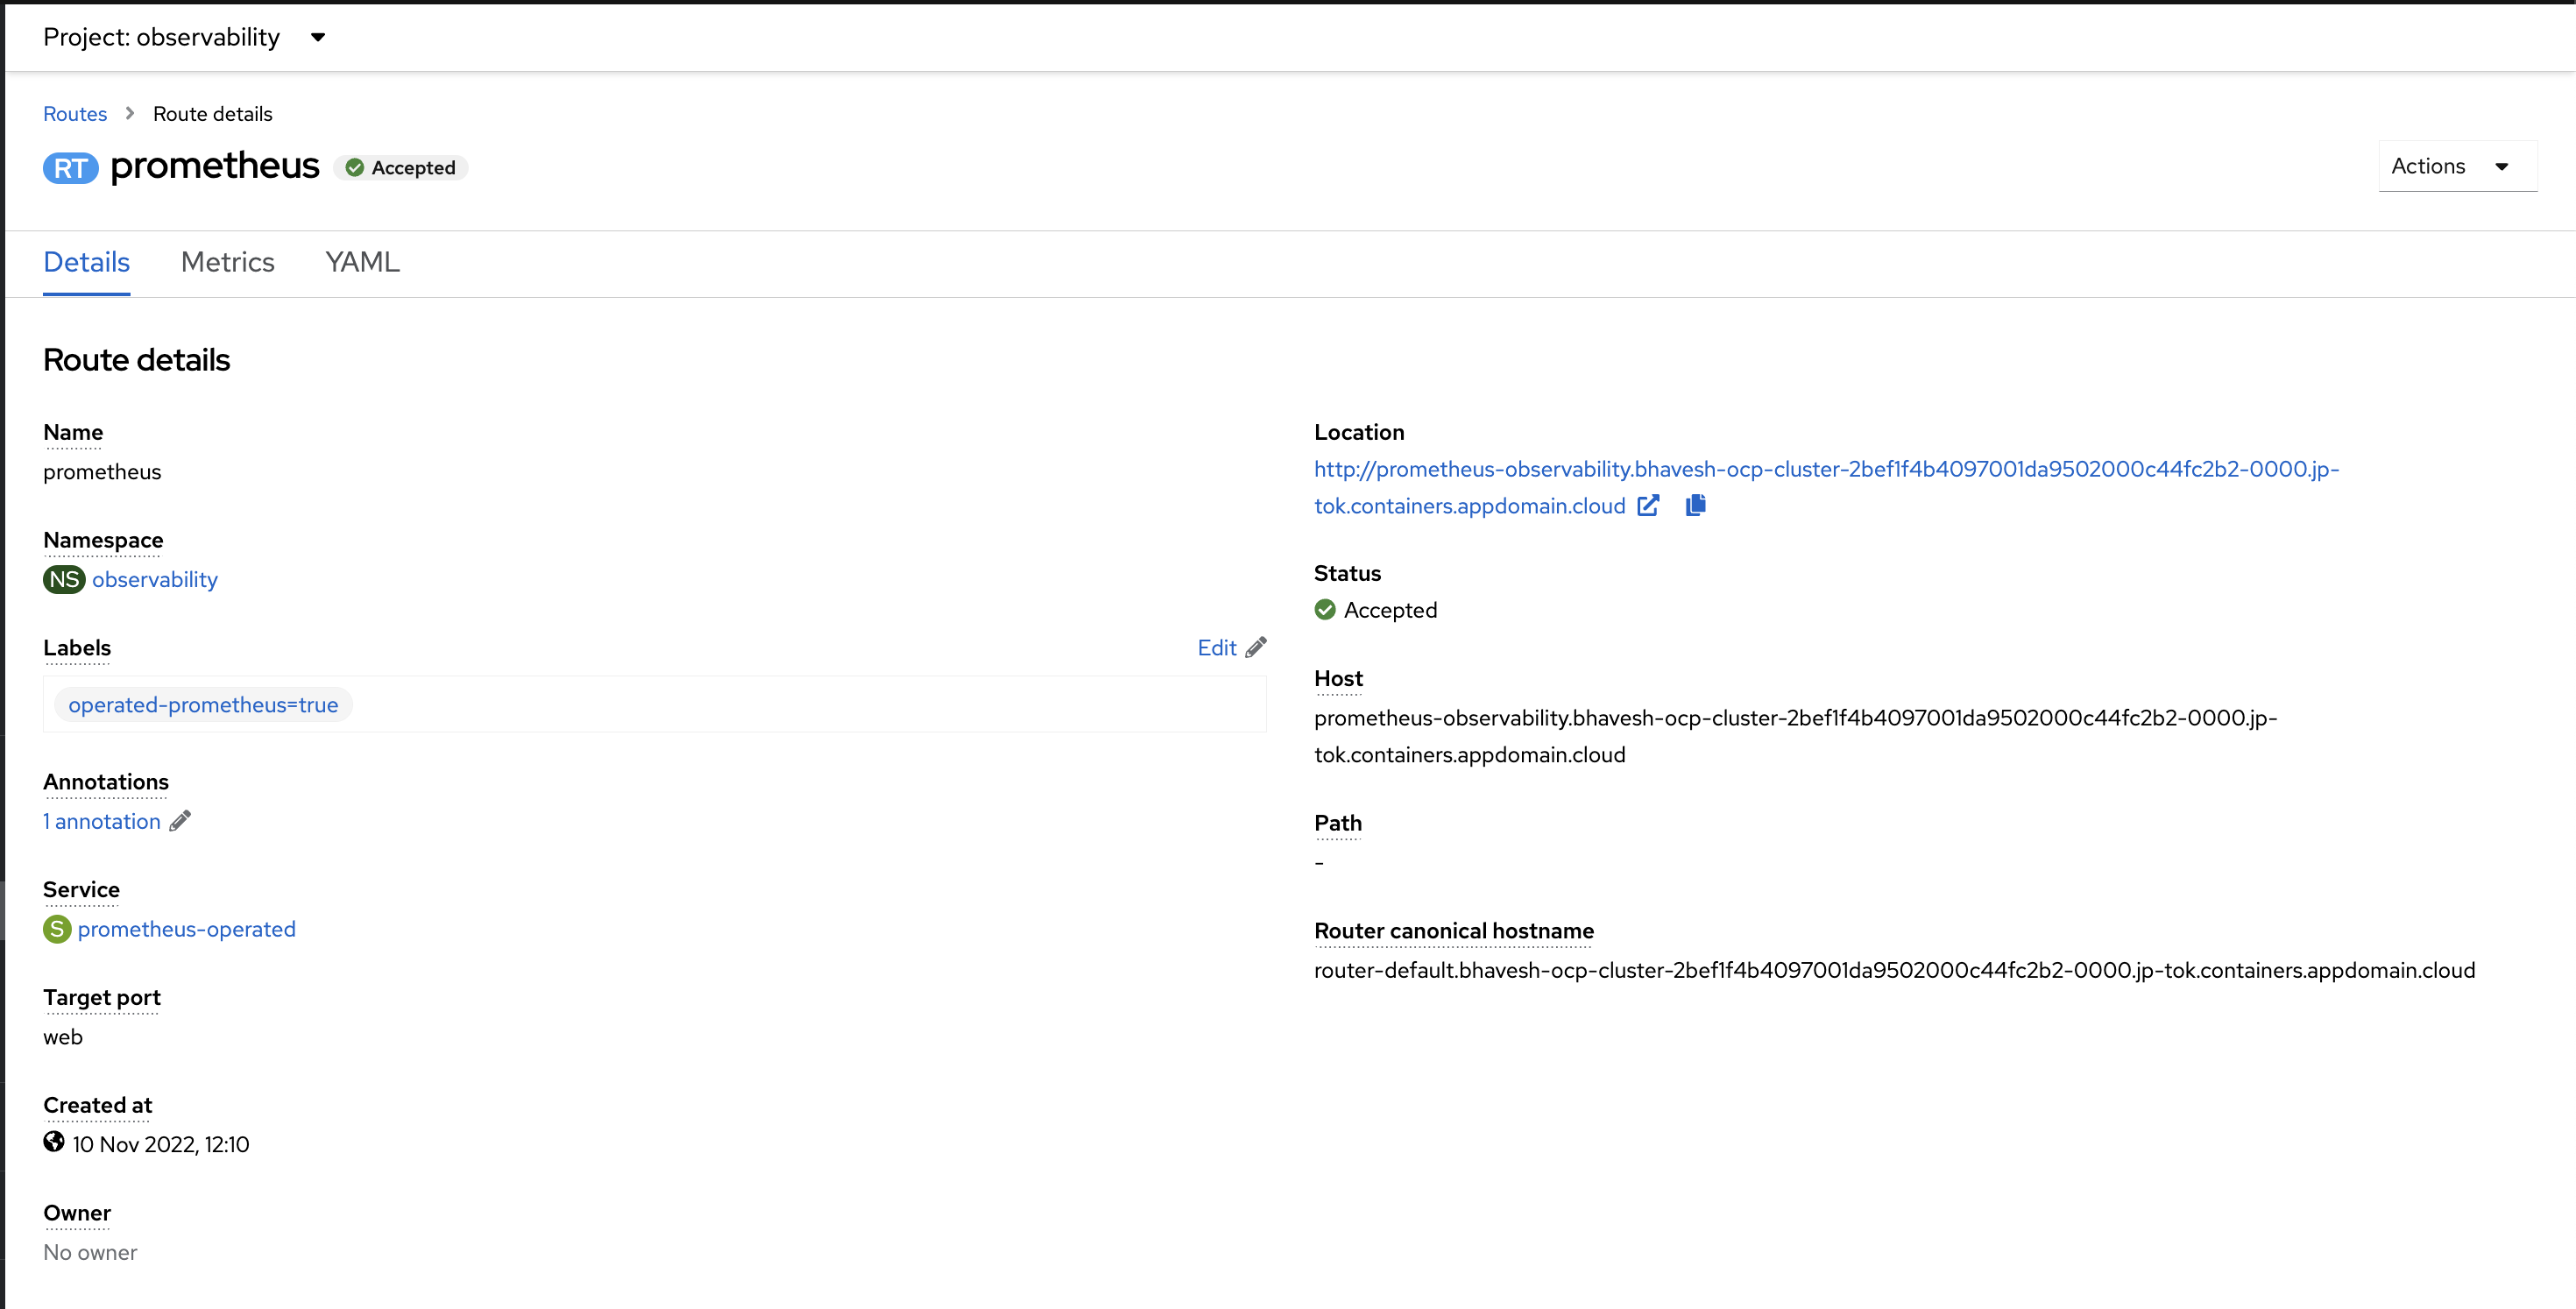 Project: observability
Routes > Route details
RT prometheus Accepted
Actions
Details Metrics YAML
Route details
Name
prometheus
Namespace
NS observability
Labels
Edit
operated-prometheus=true
Annotations
1 annotation
Service
S prometheus-operated
Target port
web
Created at
10 Nov 2022, 12:10
Owner
No owner
Location
http://prometheus-observability.bhavesh-ocp-cluster-2bef1f4b4097001da9502000c44fc2b2-0000.jp-
tok.containers.appdomain.cloud
Status
Accepted
Host
prometheus-observability.bhavesh-ocp-cluster-2bef1f4b4097001da9502000c44fc2b2-0000.jp-
tok.containers.appdomain.cloud
Path
-
Router canonical hostname
router-default.bhavesh-ocp-cluster-2bef1f4b4097001da9502000c44fc2b2-0000.jp-tok.containers.appdomain.cloud